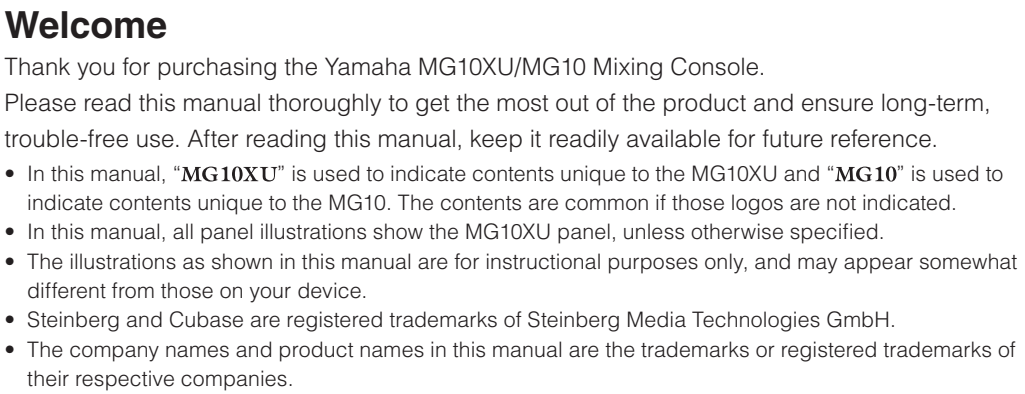 Welcome
Thank you for purchasing the Yamaha MG10XU/MG10 Mixing Console.
Please read this manual thoroughly to get the most out of the product and ensure long-term,
trouble-free use. After reading this manual, keep it readily available for future reference.
• In this manual, “MG10XU” is used to indicate contents unique to the MG10XU and “MG10” is used to
indicate contents unique to the MG10. The contents are common if those logos are not indicated.
• In this manual, all panel illustrations show the MG10XU panel, unless otherwise specified.
• The illustrations as shown in this manual are for instructional purposes only, and may appear somewhat
different from those on your device.
• Steinberg and Cubase are registered trademarks of Steinberg Media Technologies GmbH.
• The company names and product names in this manual are the trademarks or registered trademarks of
their respective companies.